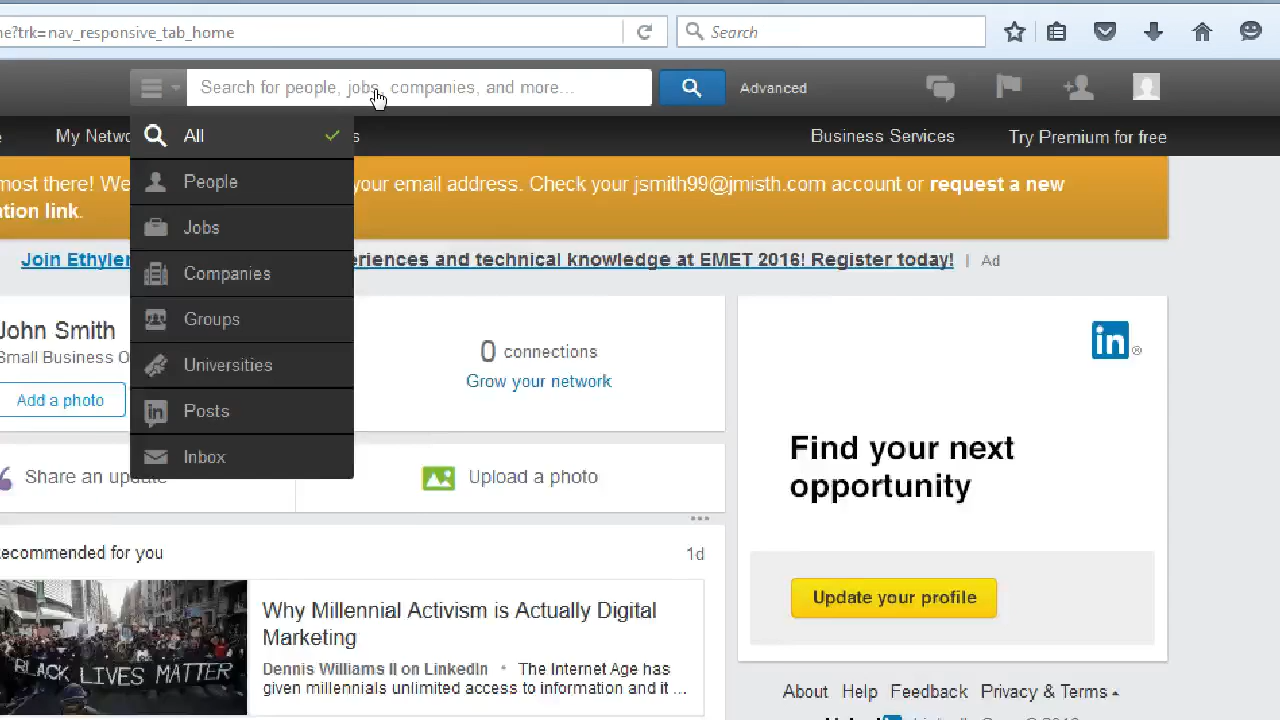 ne?trk=nav_responsive_tab_home
Search
Search for people, jobs, companies, and more...
Advanced
My Netwo
s
Business Services
Try Premium for free
All
most there! We
your email address. Check your jsmith99@jmisth.com account or request a new
ation link.
People
Jobs
Join Ethyler
eriences and technical knowledge at EMET 2016! Register today! | Ad
Companies
Groups
Universities
Posts
Inbox
John Smith
Small Business O
Add a photo
0 connections
Grow your network
in ®
Find your next
opportunity
Update your profile
Share an update
Upload a photo
Recommended for you
1d
Why Millennial Activism is Actually Digital
Marketing
Dennis Williams II on LinkedIn • The Internet Age has
given millennials unlimited access to information and it ...
BLACK LIVES MATTER
About Help Feedback Privacy & Terms